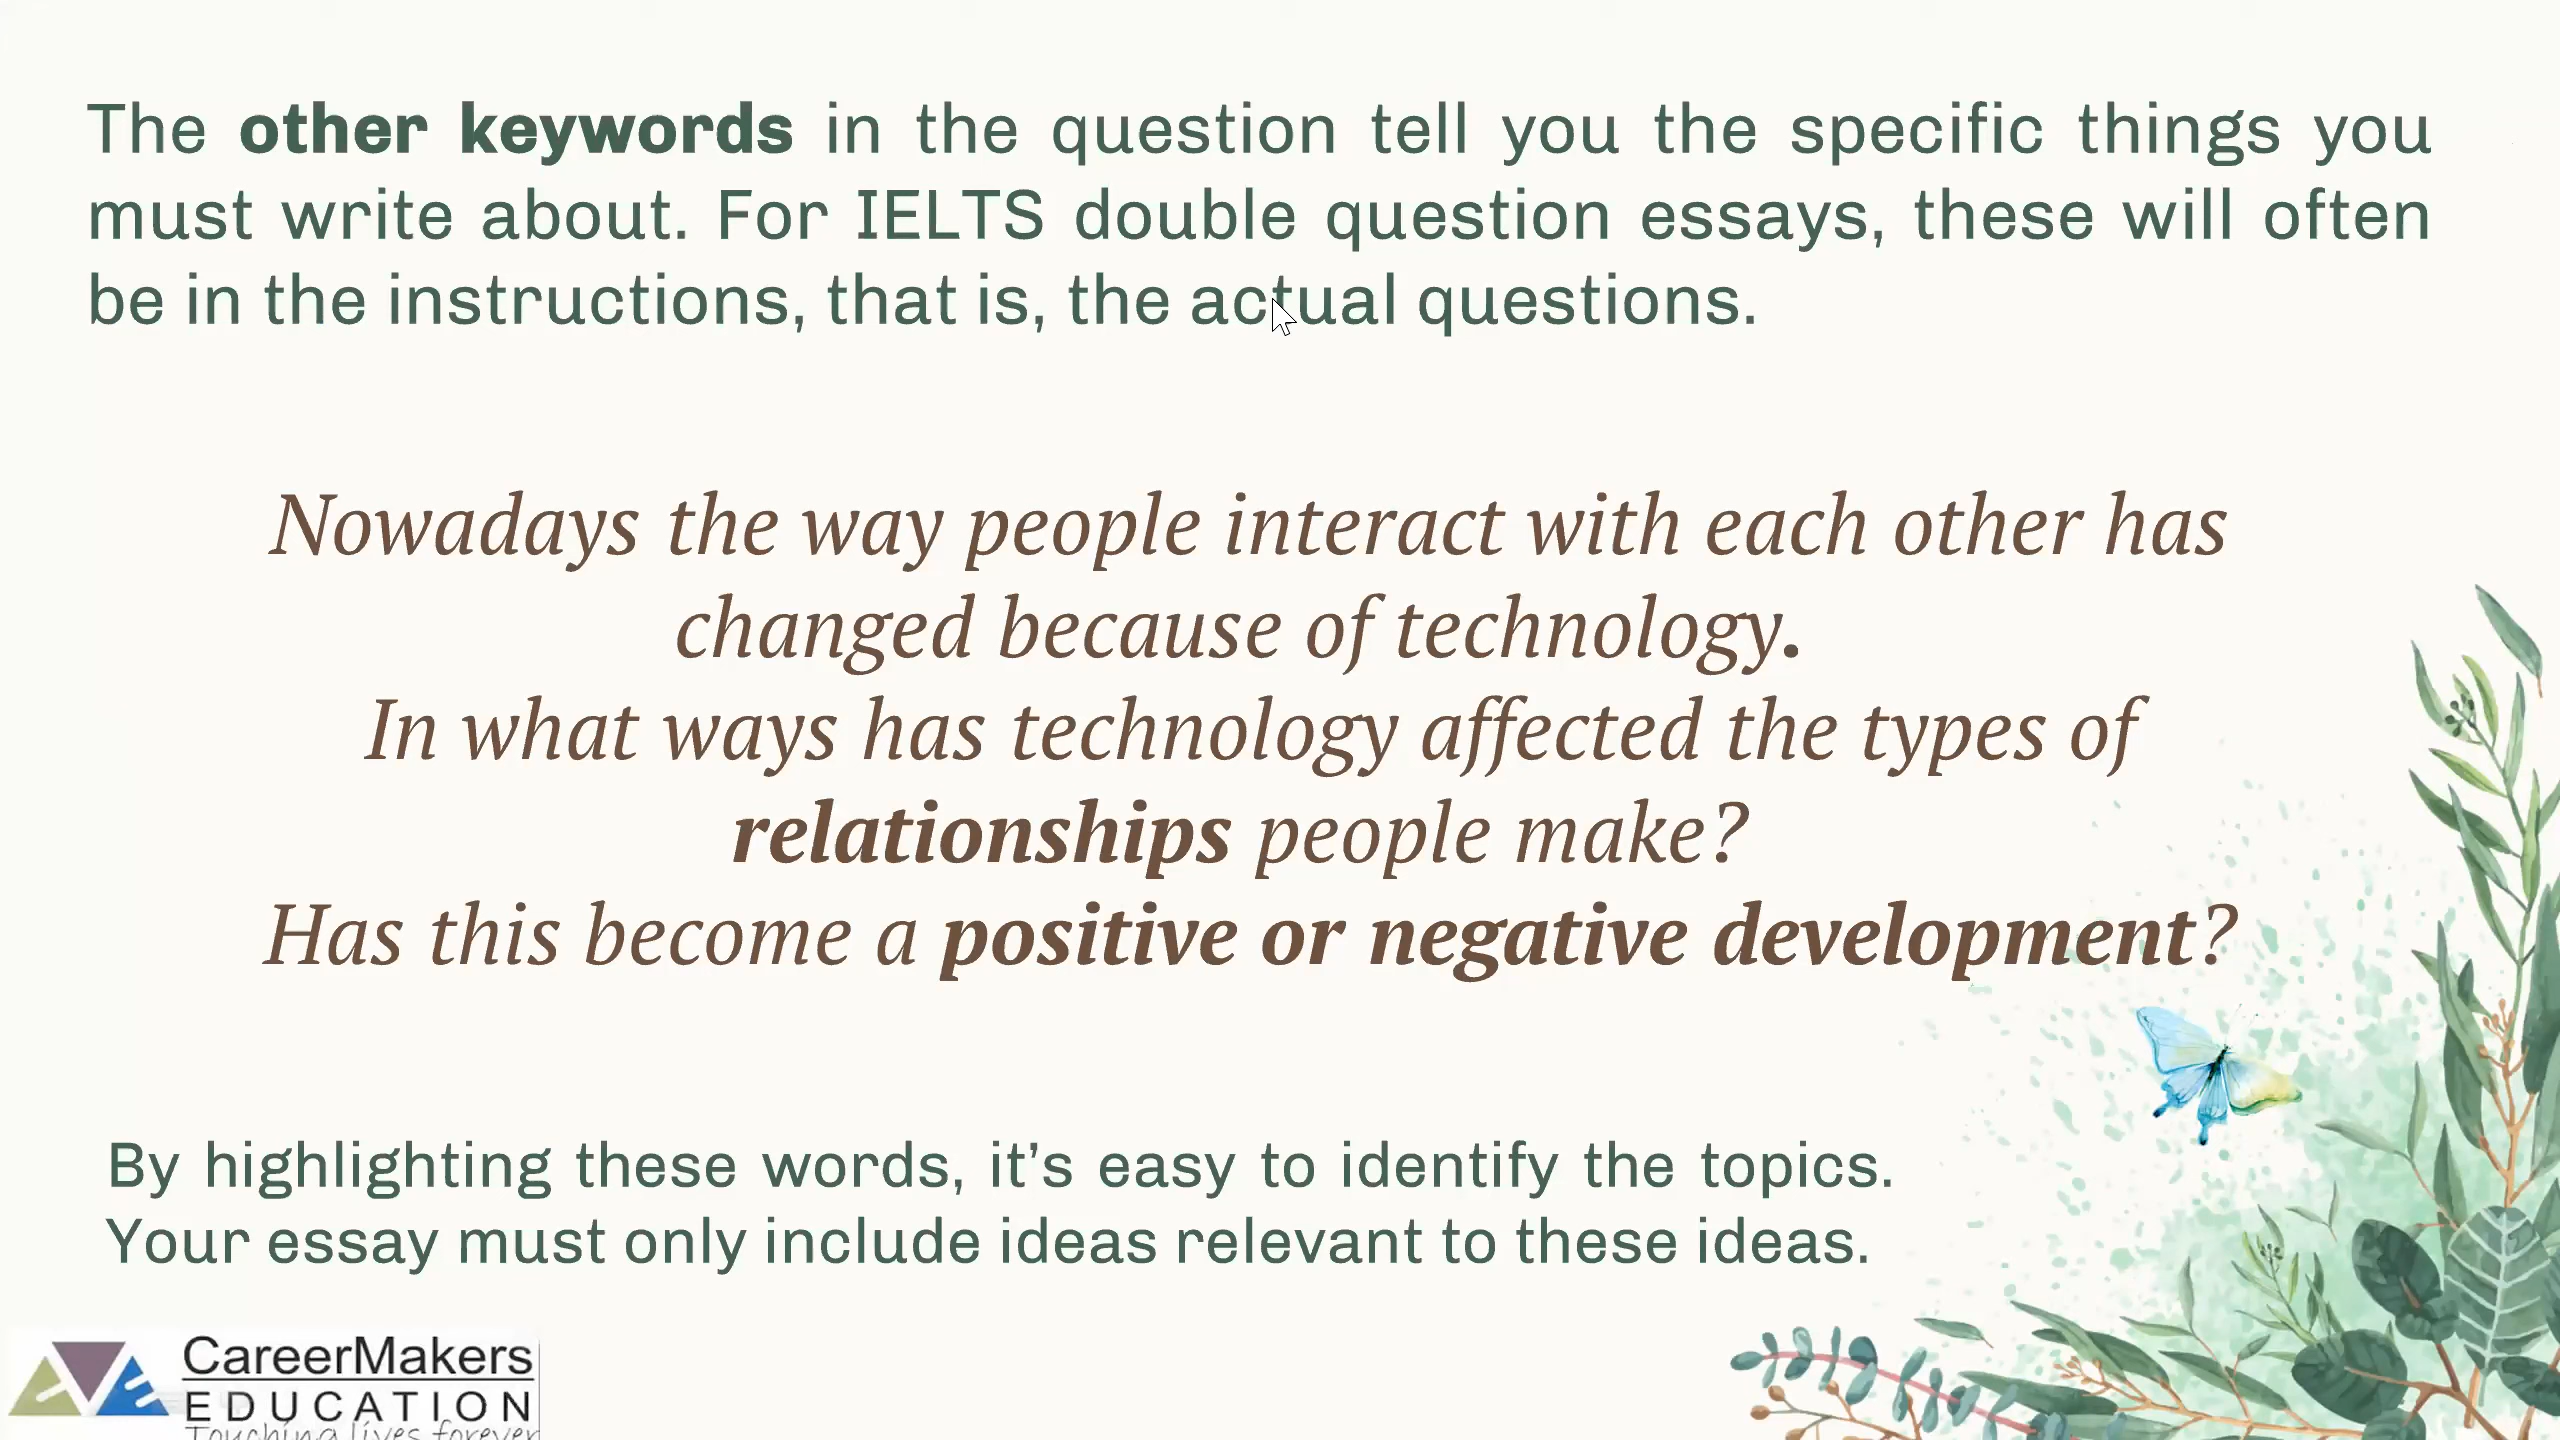 The other keywords in the question tell you the specific things you
must write about. For IELTS double question essays, these will often
be in the instructions, that is, the actual questions.
Nowadays the way people interact with each other has
changed because of technology.
In what ways has technology affected the types of
relationships people make?
Has this become a positive or negative development?
By highlighting these words, it’s easy to identify the topics.
Your essay must only include ideas relevant to these ideas.
CareerMakers
EDUCATION
Touching lives forever